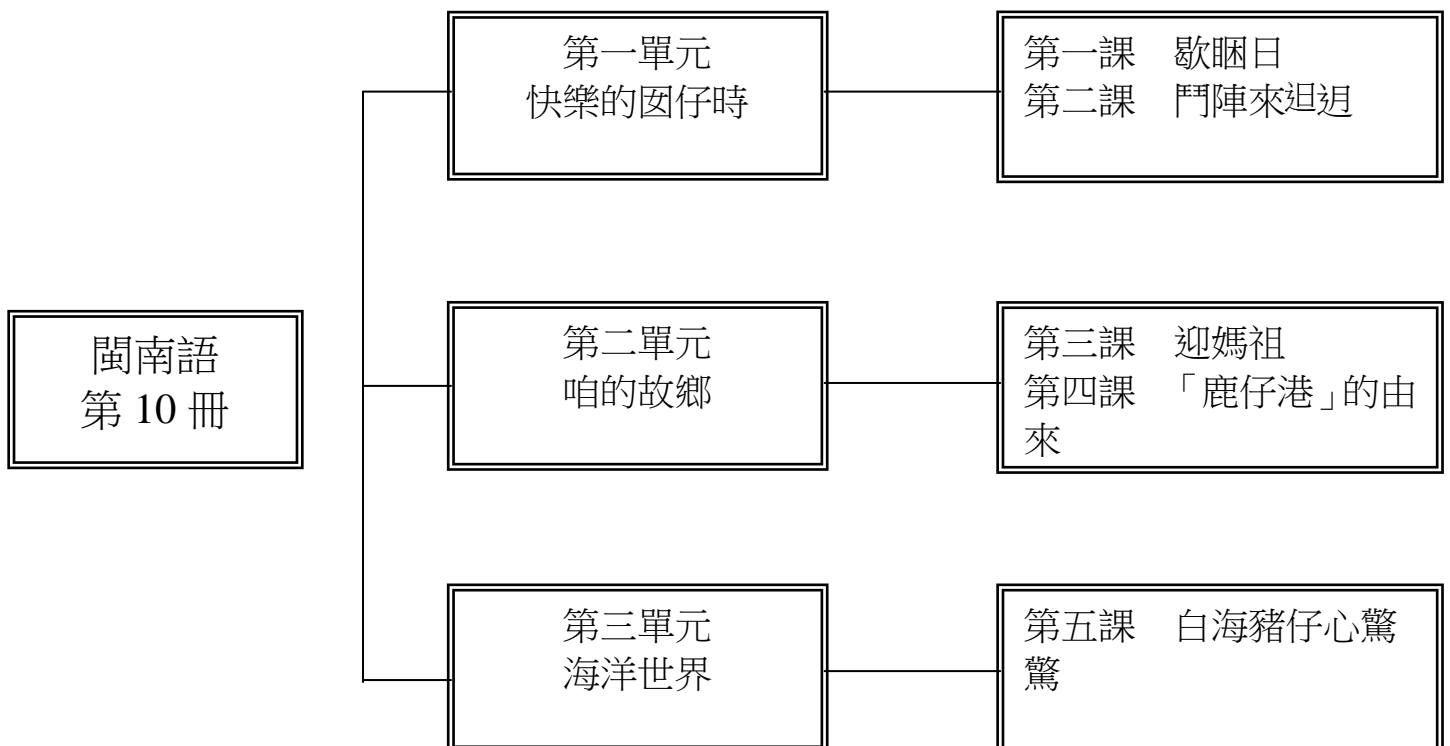 第一單元
快樂的囡仔時
第一課 歇睏日
第二課 鬥陣來𨑨迌
閩南語
第 10 冊
第二單元
咱的故鄉
第三課 迎媽祖
第四課 「鹿仔港」的由
來
第三單元
海洋世界
第五課 白海豬仔心驚
驚